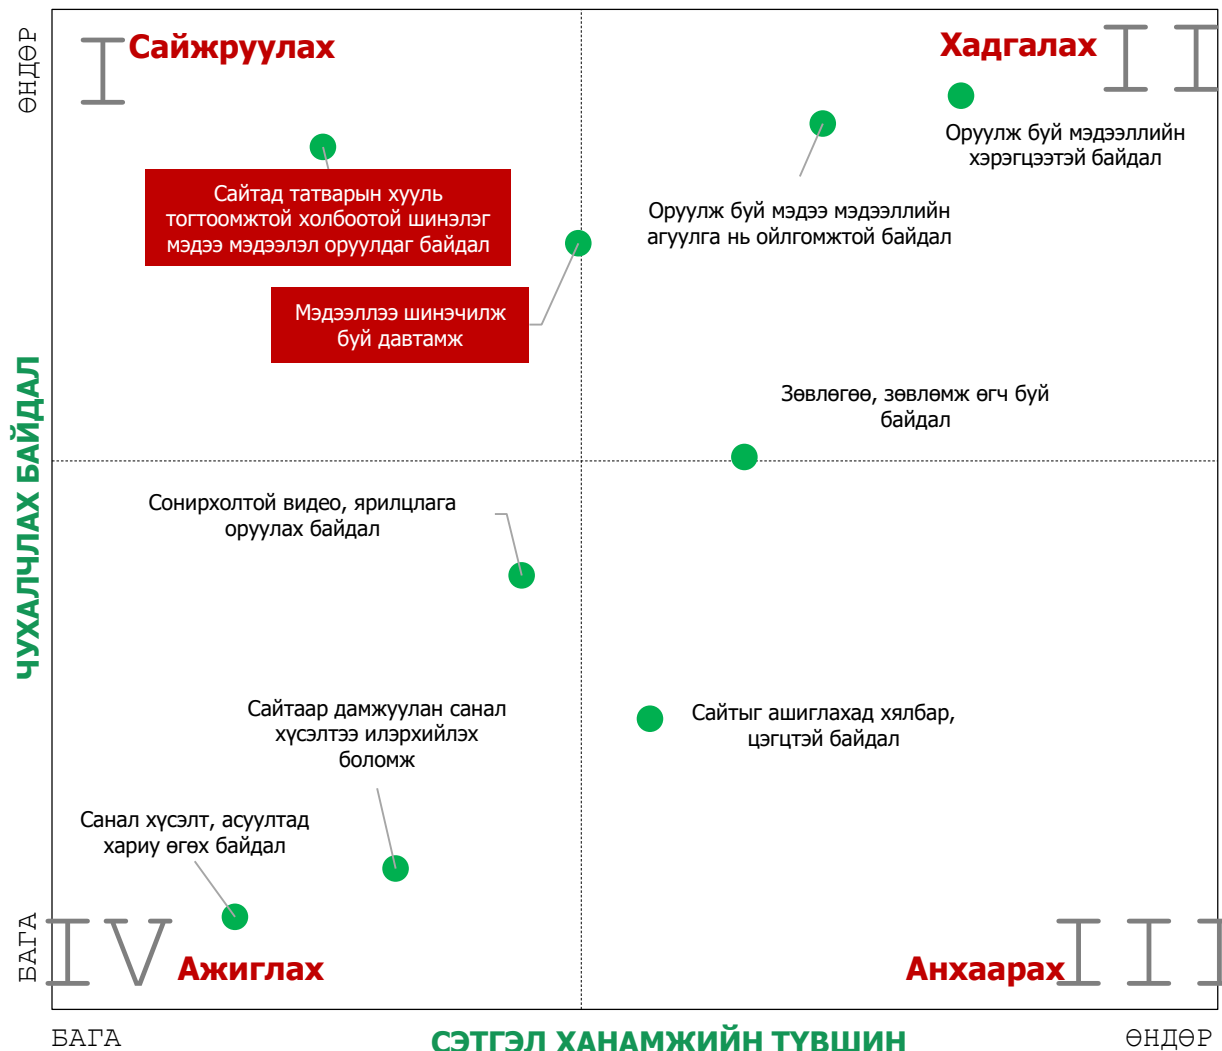 ӨНДӨР
I
Сайжруулах
Хадгалах
II
Оруулж буй мэдээллийн
хэрэгцээтэй байдал
Сайтад татварын хууль
тогтоомжтой холбоотой шинэлэг
мэдээ мэдээлэл оруулдаг байдал
Оруулж буй мэдээ мэдээллийн
агуулга нь ойлгомжтой байдал
Мэдээллээ шинэчилж
буй давтамж
Зөвлөгөө, зөвлөмж өгч буй
байдал
ЧУХАЛЧЛАХ БАЙДАЛ
Сонирхолтой видео, ярилцлага
оруулах байдал
Сайтаар дамжуулан санал
хүсэлтээ илэрхийлэх
боломж
Сайтыг ашиглахад хялбар,
цэгцтэй байдал
Санал хүсэлт, асуултад
хариу өгөх байдал
БАГА
IV
Ажиглах
Анхаарах
III
БАГА
СЭТГЭЛ ХАНАМЖИЙН ТҮВШИН
ӨНДӨР